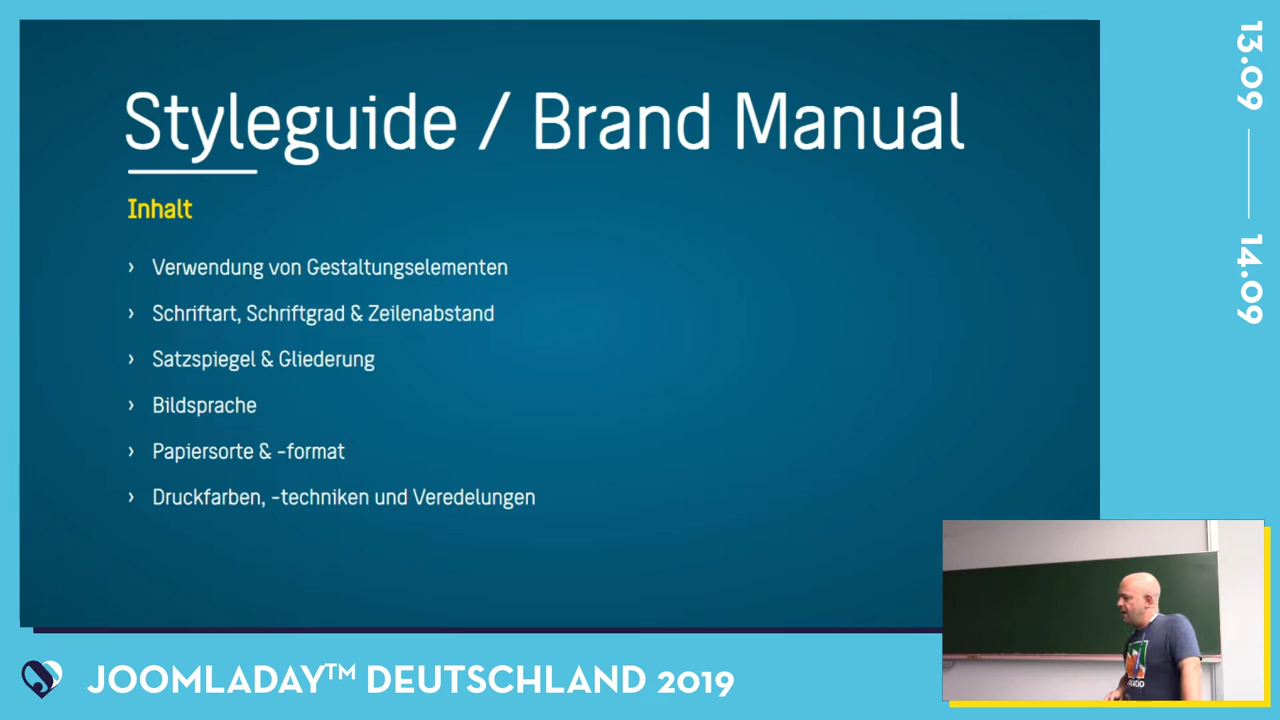 Styleguide / Brand Manual
Inhalt
› Verwendung von Gestaltungselementen
› Schriftart, Schriftgrad & Zeilenabstand
› Satzspiegel & Gliederung
› Bildsprache
› Papiersorte & -format
› Druckfarben, -techniken und Veredelungen
13.09
14.09
JOOMLADAY™ DEUTSCHLAND 2019